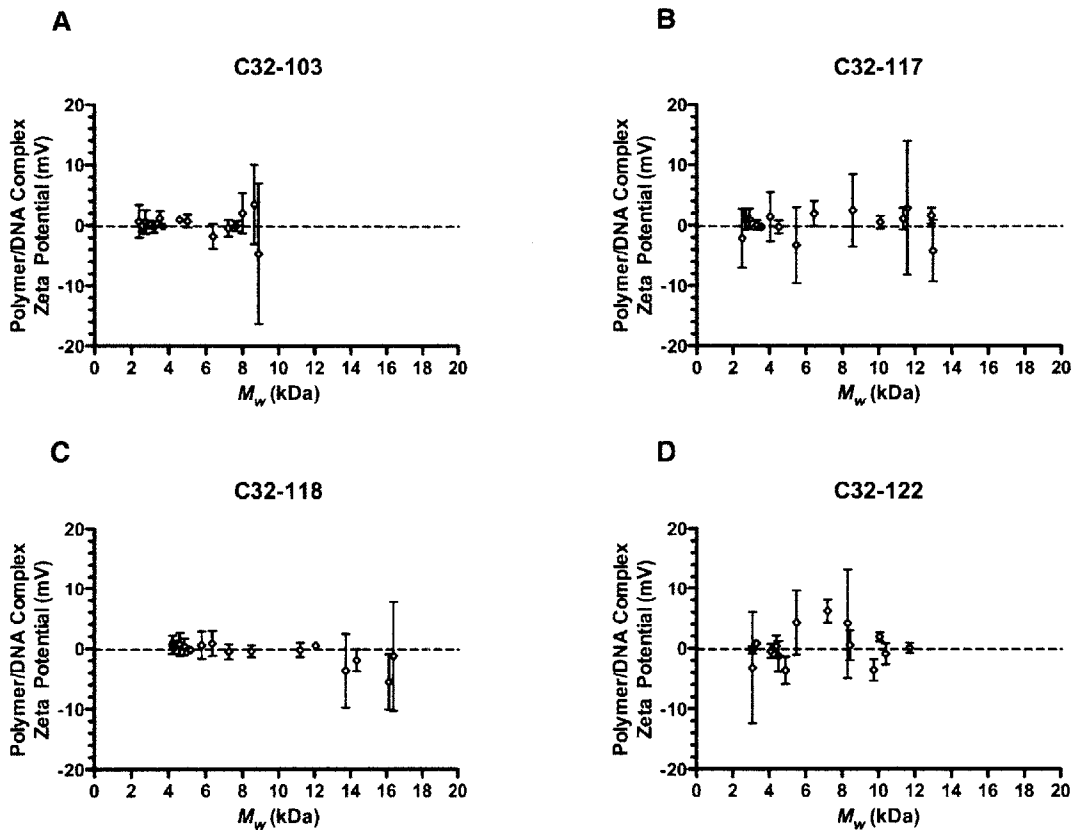 A
C32-103
Polymer/DNA Complex
Zeta Potential (mV)
20
10
0
-10
-20
0 2 4 6 8 10 12 14 16 18 20
Mw (kDa)
B
C32-117
Polymer/DNA Complex
Zeta Potential (mV)
20
10
0
-10
-20
0 2 4 6 8 10 12 14 16 18 20
Mw (kDa)
C
C32-118
Polymer/DNA Complex
Zeta Potential (mV)
20
10
0
-10
-20
0 2 4 6 8 10 12 14 16 18 20
Mw (kDa)
D
C32-122
Polymer/DNA Complex
Zeta Potential (mV)
20
10
0
-10
-20
0 2 4 6 8 10 12 14 16 18 20
Mw (kDa)